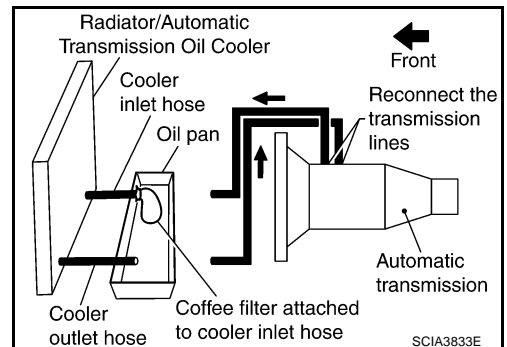 Radiator/Automatic
Transmission Oil Cooler
Cooler
inlet hose
Oil pan
Front
Reconnect the
transmission
lines
Automatic
transmission
Coffee filter attached
to cooler inlet hose
Cooler
outlet hose
SCIA3833E